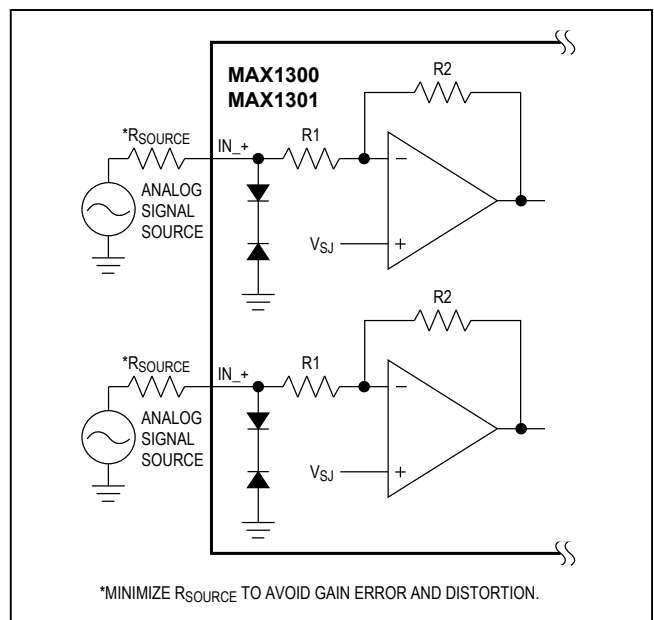 MAX1300
MAX1301
R2
*RSOURCE
IN_+
R1
ANALOG
SIGNAL
SOURCE
−
VSJ
+
R2
*RSOURCE
IN_+
R1
ANALOG
SIGNAL
SOURCE
−
VSJ
+
*MINIMIZE RSOURCE TO AVOID GAIN ERROR AND DISTORTION.